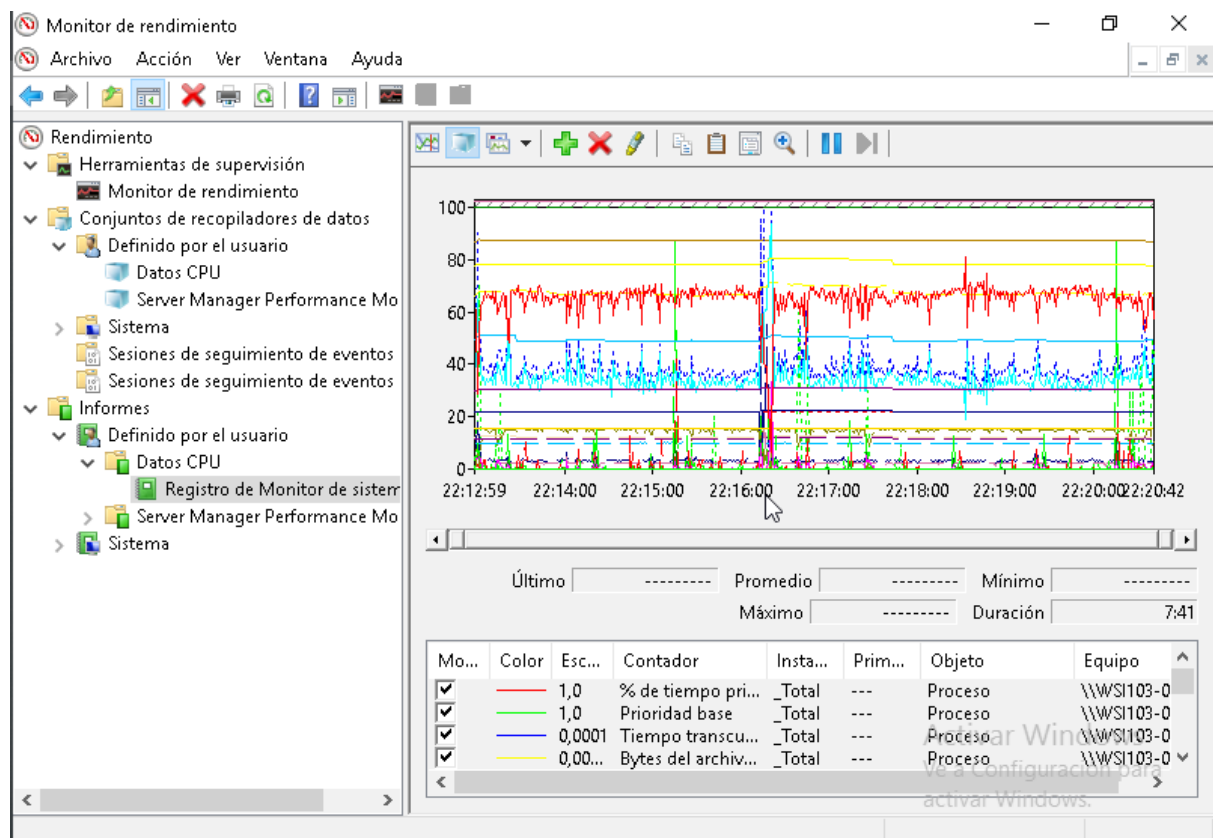 Monitor de rendimiento
Archivo Acción Ver Ventana Ayuda
Rendimiento
Herramientas de supervisión
Monitor de rendimiento
Conjuntos de recopiladores de datos
Definido por el usuario
Datos CPU
Server Manager Performance Mo
Sistema
Sesiones de seguimiento de eventos
Sesiones de seguimiento de eventos
Informes
Definido por el usuario
Datos CPU
Registro de Monitor de sistem
Server Manager Performance Mo
Sistema
100
80
60
40
20
0
22:12:59 22:14:00 22:15:00 22:16:00 22:17:00 22:18:00 22:19:00 22:20:00 22:20:42
Último --------- Promedio --------- Mínimo ---------
Máximo --------- Duración 7:41
Mo... Color Esc... Contador Insta... Prim... Objeto Equipo
1,0 % de tiempo pri... _Total --- Proceso \\WSI103-0
1,0 Prioridad base _Total --- Proceso \\WSI103-0
0,0001 Tiempo transcu... _Total --- Proceso \\WSI103-0
0,00... Bytes del archiv... _Total --- Proceso \\WSI103-0
Activar Windows
Ve a Configuración para
activar Windows.